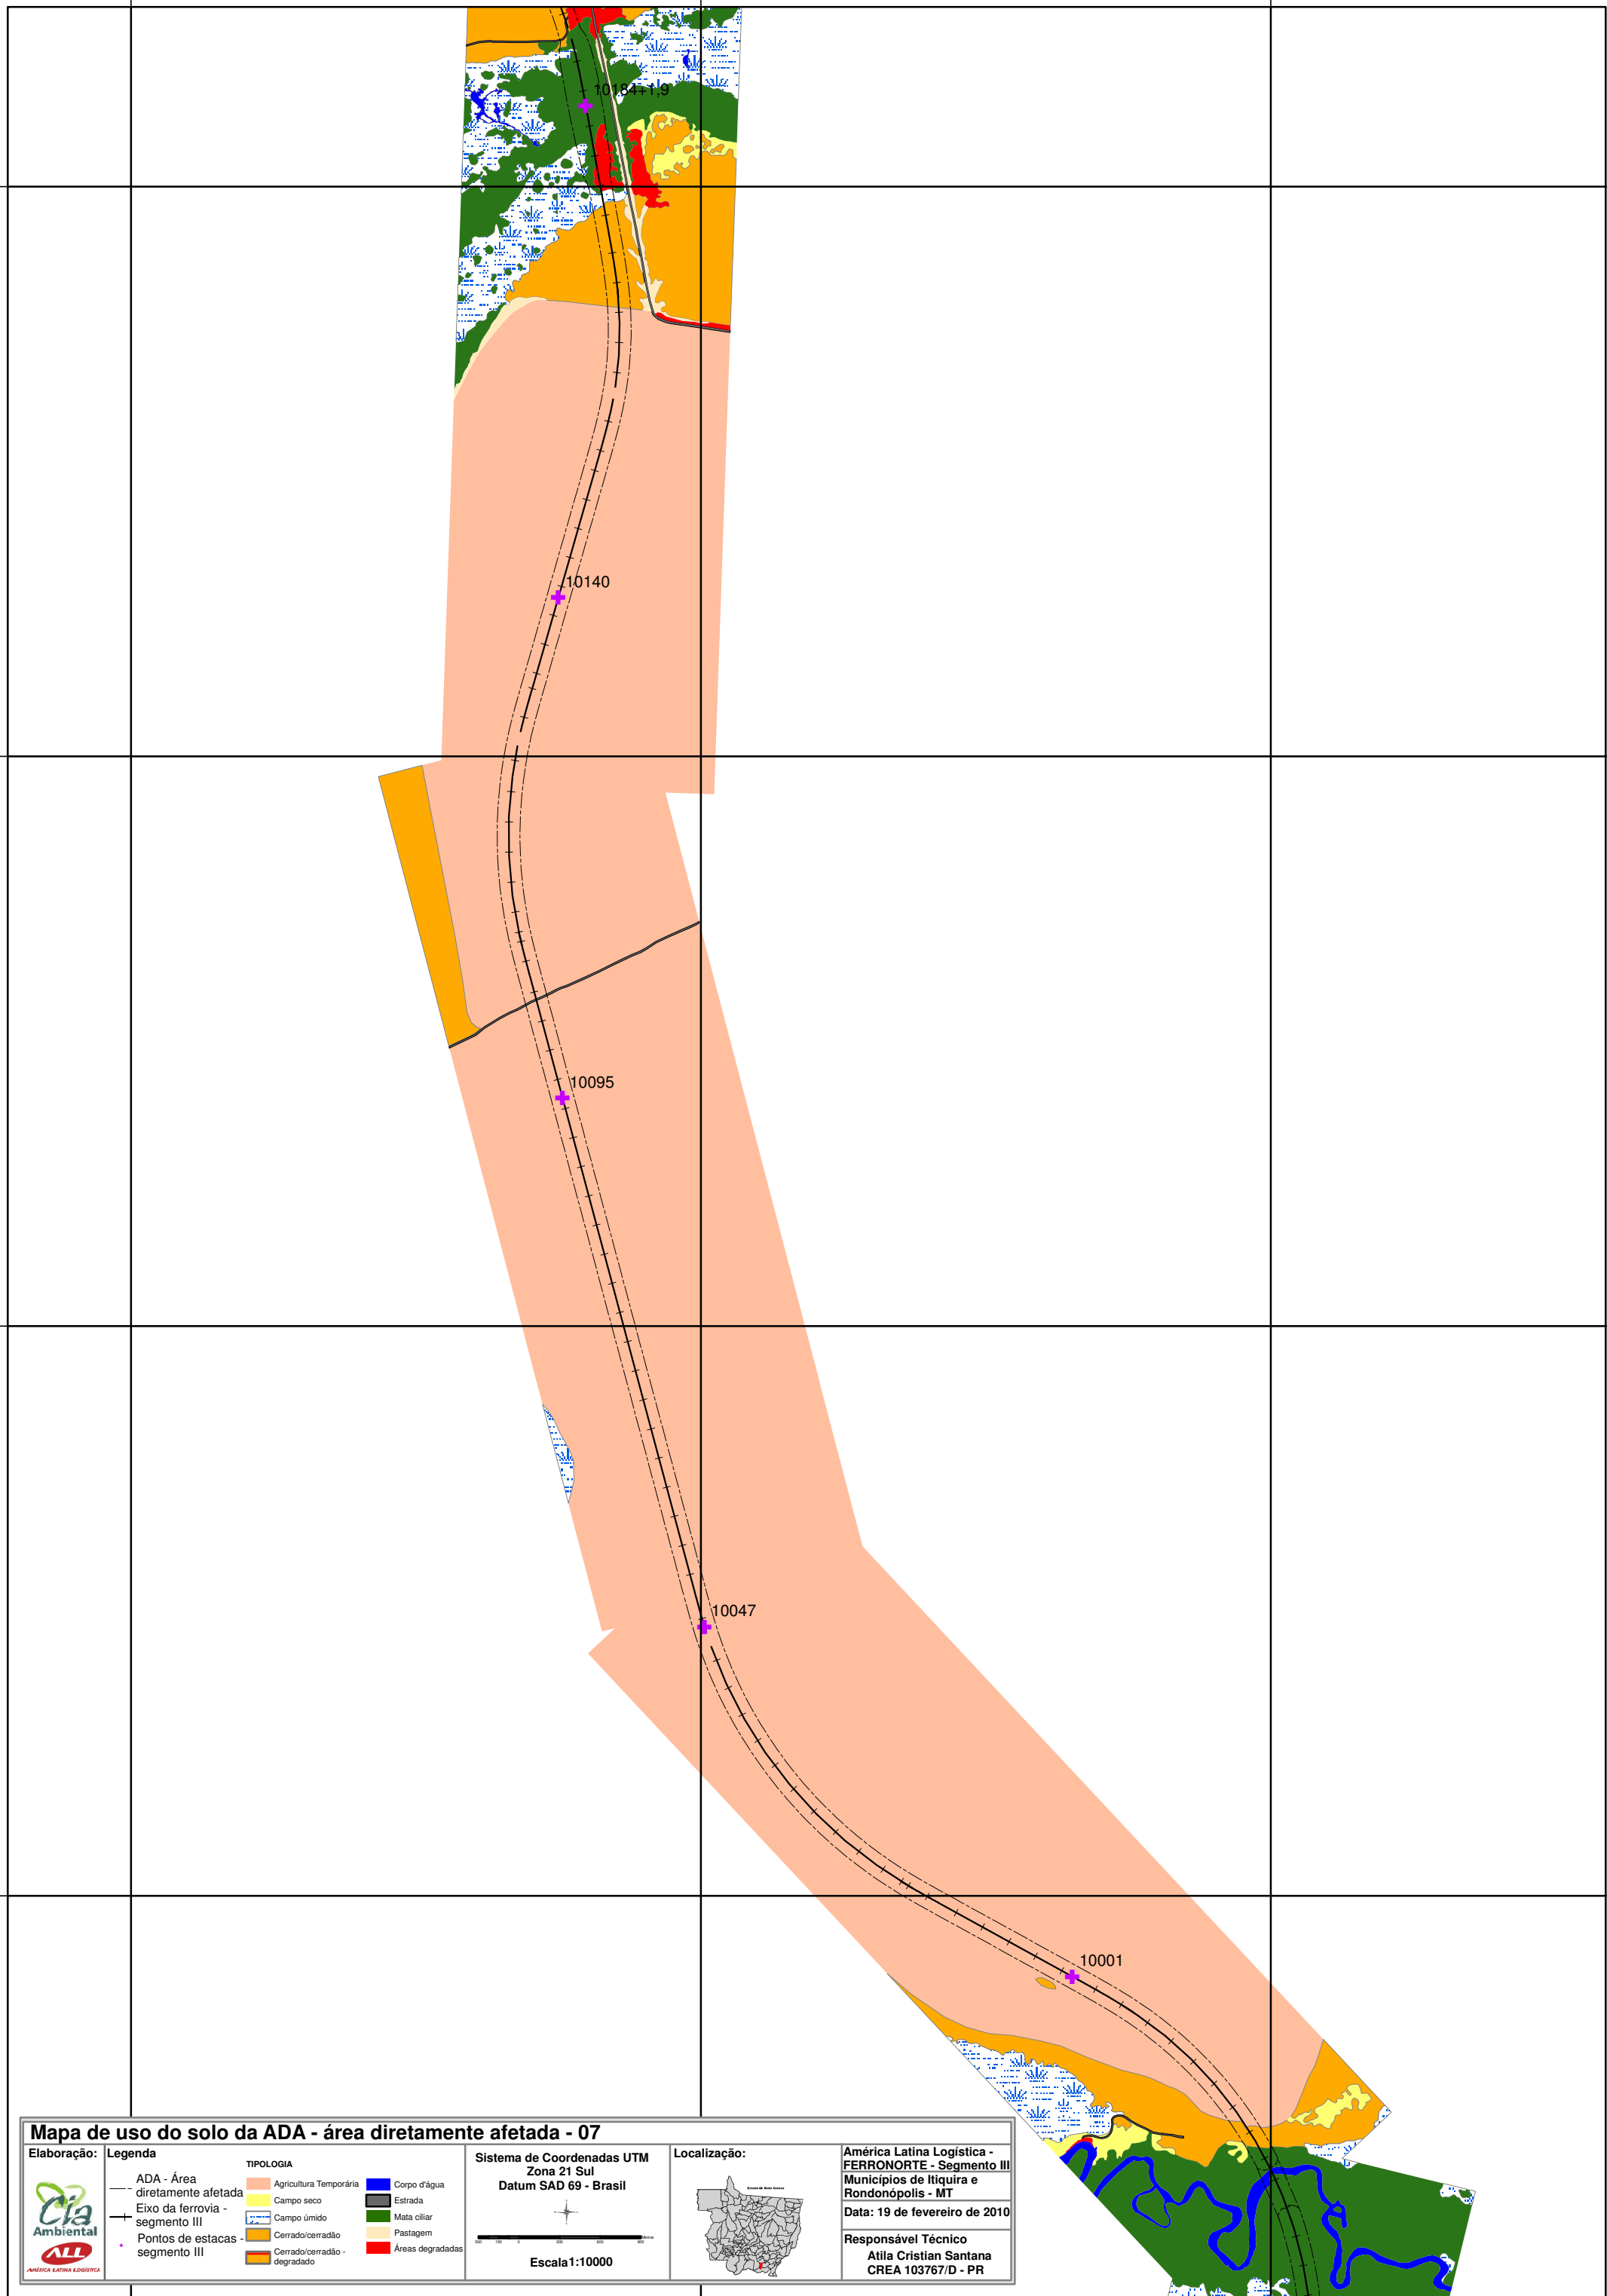 10184+1,9
10140
10095
10047
10001
Mapa de uso do solo da ADA - área diretamente afetada - 07
Elaboração:
Cia
Ambiental
ALL
AMÉRICA LATINA LOGÍSTICA
Legenda
ADA - Área
diretamente afetada
Eixo da ferrovia -
segmento III
Pontos de estacas -
segmento III
TIPOLOGIA
Agricultura Temporária
Campo seco
Campo úmido
Cerrado/cerradão
Cerrado/cerradão -
degradado
Corpo d'água
Estrada
Mata ciliar
Pastagem
Áreas degradadas
Sistema de Coordenadas UTM
Zona 21 Sul
Datum SAD 69 - Brasil
Escala1:10000
Localização:
América Latina Logística -
FERRONORTE - Segmento III
Municípios de Itiquira e
Rondonópolis - MT
Data: 19 de fevereiro de 2010
Responsável Técnico
Atila Cristian Santana
CREA 103767/D - PR